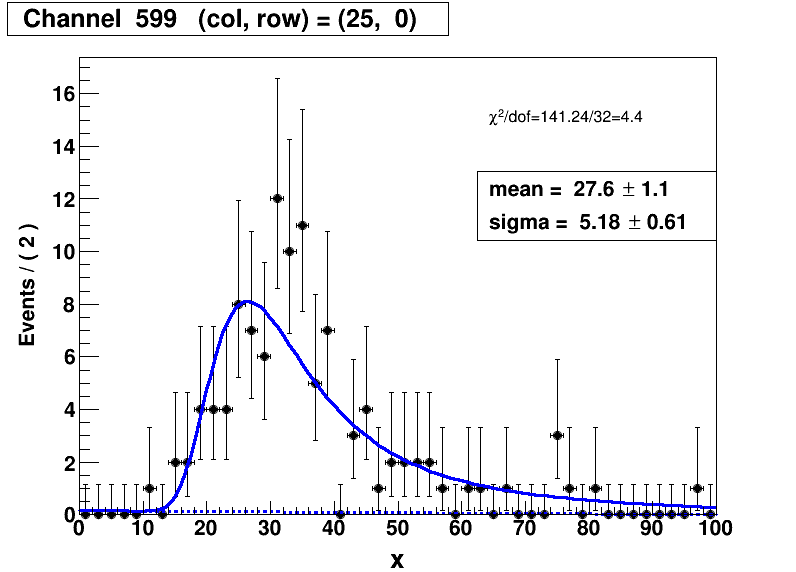 Channel 599 (col, row) = (25, 0)
χ²/dof=141.24/32=4.4
mean = 27.6 ± 1.1
sigma = 5.18 ± 0.61
Events / ( 2 )
16
14
12
10
8
6
4
2
0
0 10 20 30 40 50 60 70 80 90 100
x